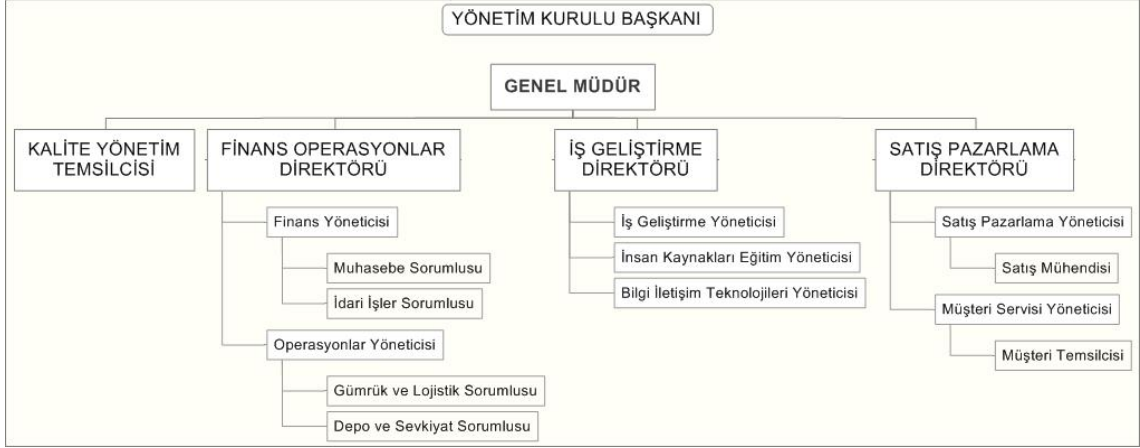 YÖNETİM KURULU BAŞKANI
GENEL MÜDÜR
KALİTE YÖNETİM
TEMSİLCİSİ
FİNANS OPERASYONLAR
DİREKTÖRÜ
Finans Yöneticisi
Muhasebe Sorumlusu
İdari İşler Sorumlusu
Operasyonlar Yöneticisi
Gümrük ve Lojistik Sorumlusu
Depo ve Sevkiyat Sorumlusu
İŞ GELİŞTİRME
DİREKTÖRÜ
İş Geliştirme Yöneticisi
İnsan Kaynakları Eğitim Yöneticisi
Bilgi İletişim Teknolojileri Yöneticisi
SATIŞ PAZARLAMA
DİREKTÖRÜ
Satış Pazarlama Yöneticisi
Satış Mühendisi
Müşteri Servisi Yöneticisi
Müşteri Temsilcisi